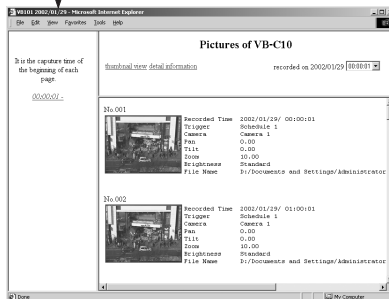 VB101 2002/01/29 - Microsoft Internet Explorer
File Edit View Favorites Tools Help
It is the caputure time of
the beginning of each
page.
00:00:01 -
Pictures of VB-C10
thumbnail view detail information
recorded on 2002/01/29 00:00:01
No.001
Recorded Time 2002/01/29/ 00:00:01
Trigger Schedule 1
Camera Camera 1
Pan 0.00
Tilt 0.00
Zoom 10.00
Brightness Standard
File Name D:/Documents and Settings/Administrator
No.002
Recorded Time 2002/01/29/ 01:00:01
Trigger Schedule 1
Camera Camera 1
Pan 0.00
Tilt 0.00
Zoom 10.00
Brightness Standard
File Name D:/Documents and Settings/Administrator
Done
My Computer